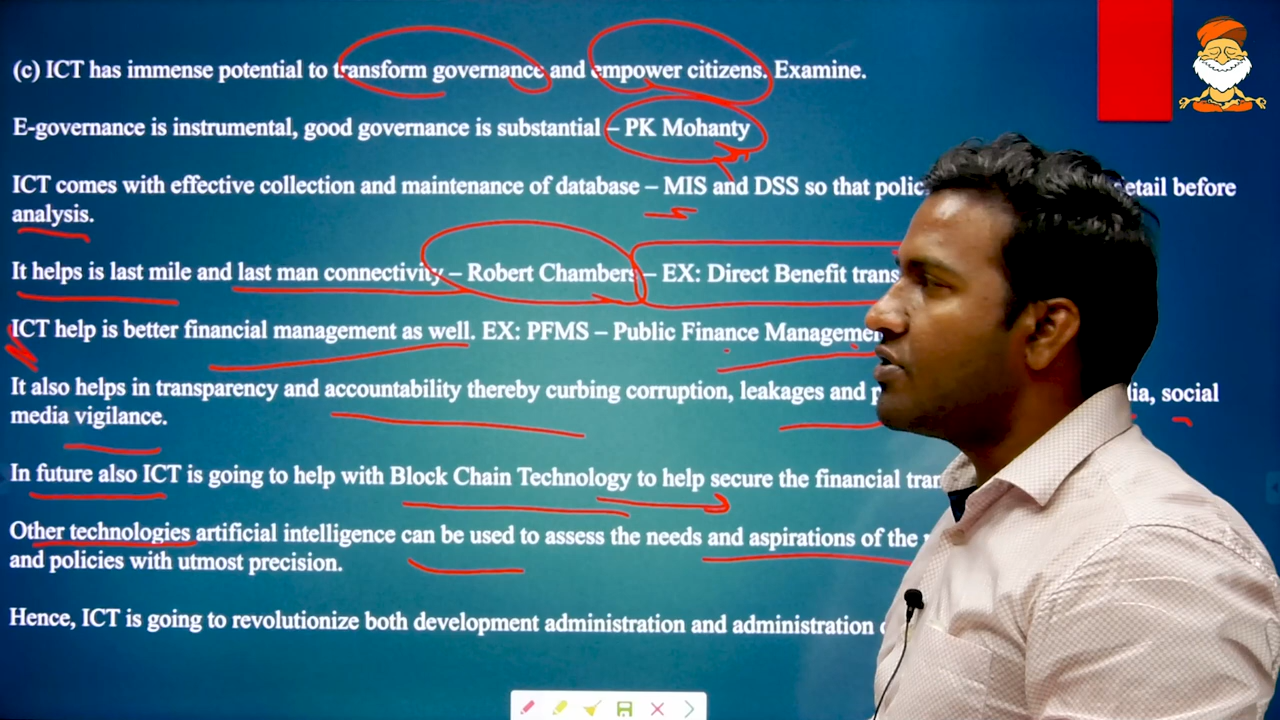 (c) ICT has immense potential to transform governance and empower citizens. Examine.
E-governance is instrumental, good governance is substantial – PK Mohanty
ICT comes with effective collection and maintenance of database – MIS and DSS so that before
analysis.
It helps is last mile and last man connectivity – Robert Chambers – EX: Direct Benefit
ICT help is better financial management as well. EX: PFMS – Public Finance
It also helps in transparency and accountability thereby curbing corruption, leakages and social
media vigilance.
In future also ICT is going to help with Block Chain Technology to help secure the financial
Other technologies artificial intelligence can be used to assess the needs and aspirations of the
and policies with utmost precision.
Hence, ICT is going to revolutionize both development administration and administration